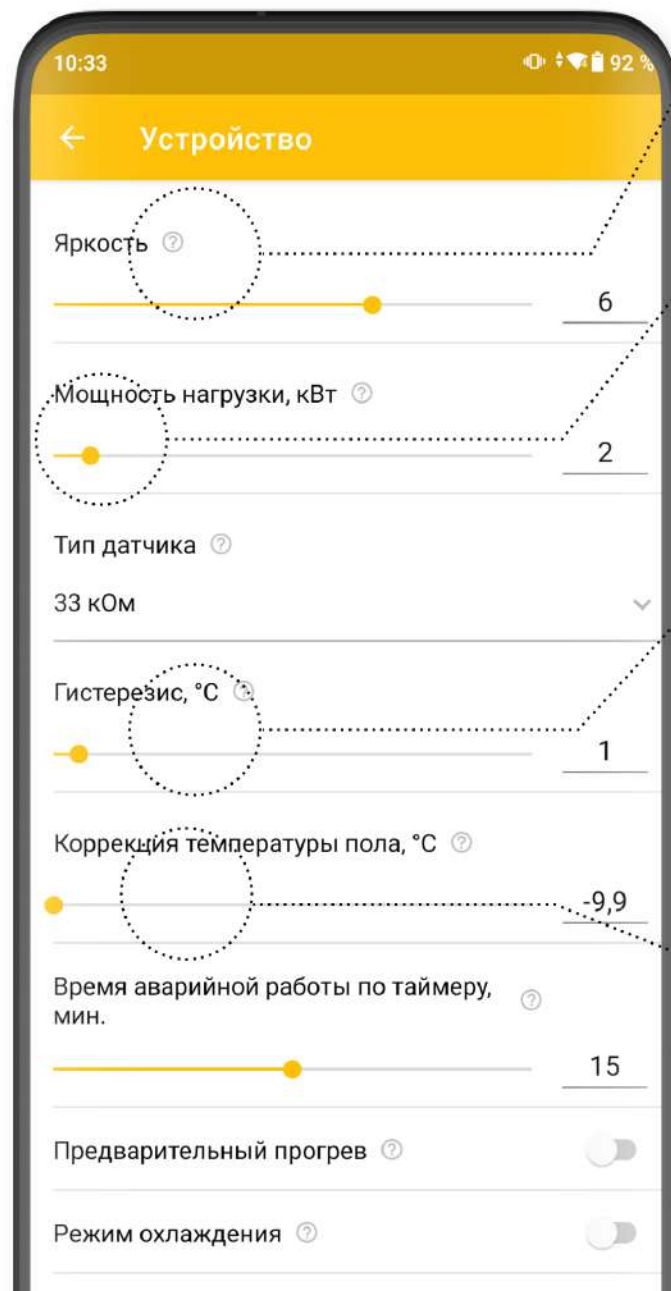 10:33 92 %
Устройство
Яркость
6
Мощность нагрузки, кВт
2
Тип датчика
33 кОм
Гистерезис, °C
1
Коррекция температуры пола, °C
-9,9
Время аварийной работы по таймеру,
мин.
15
Предварительный прогрев
Режим охлаждения